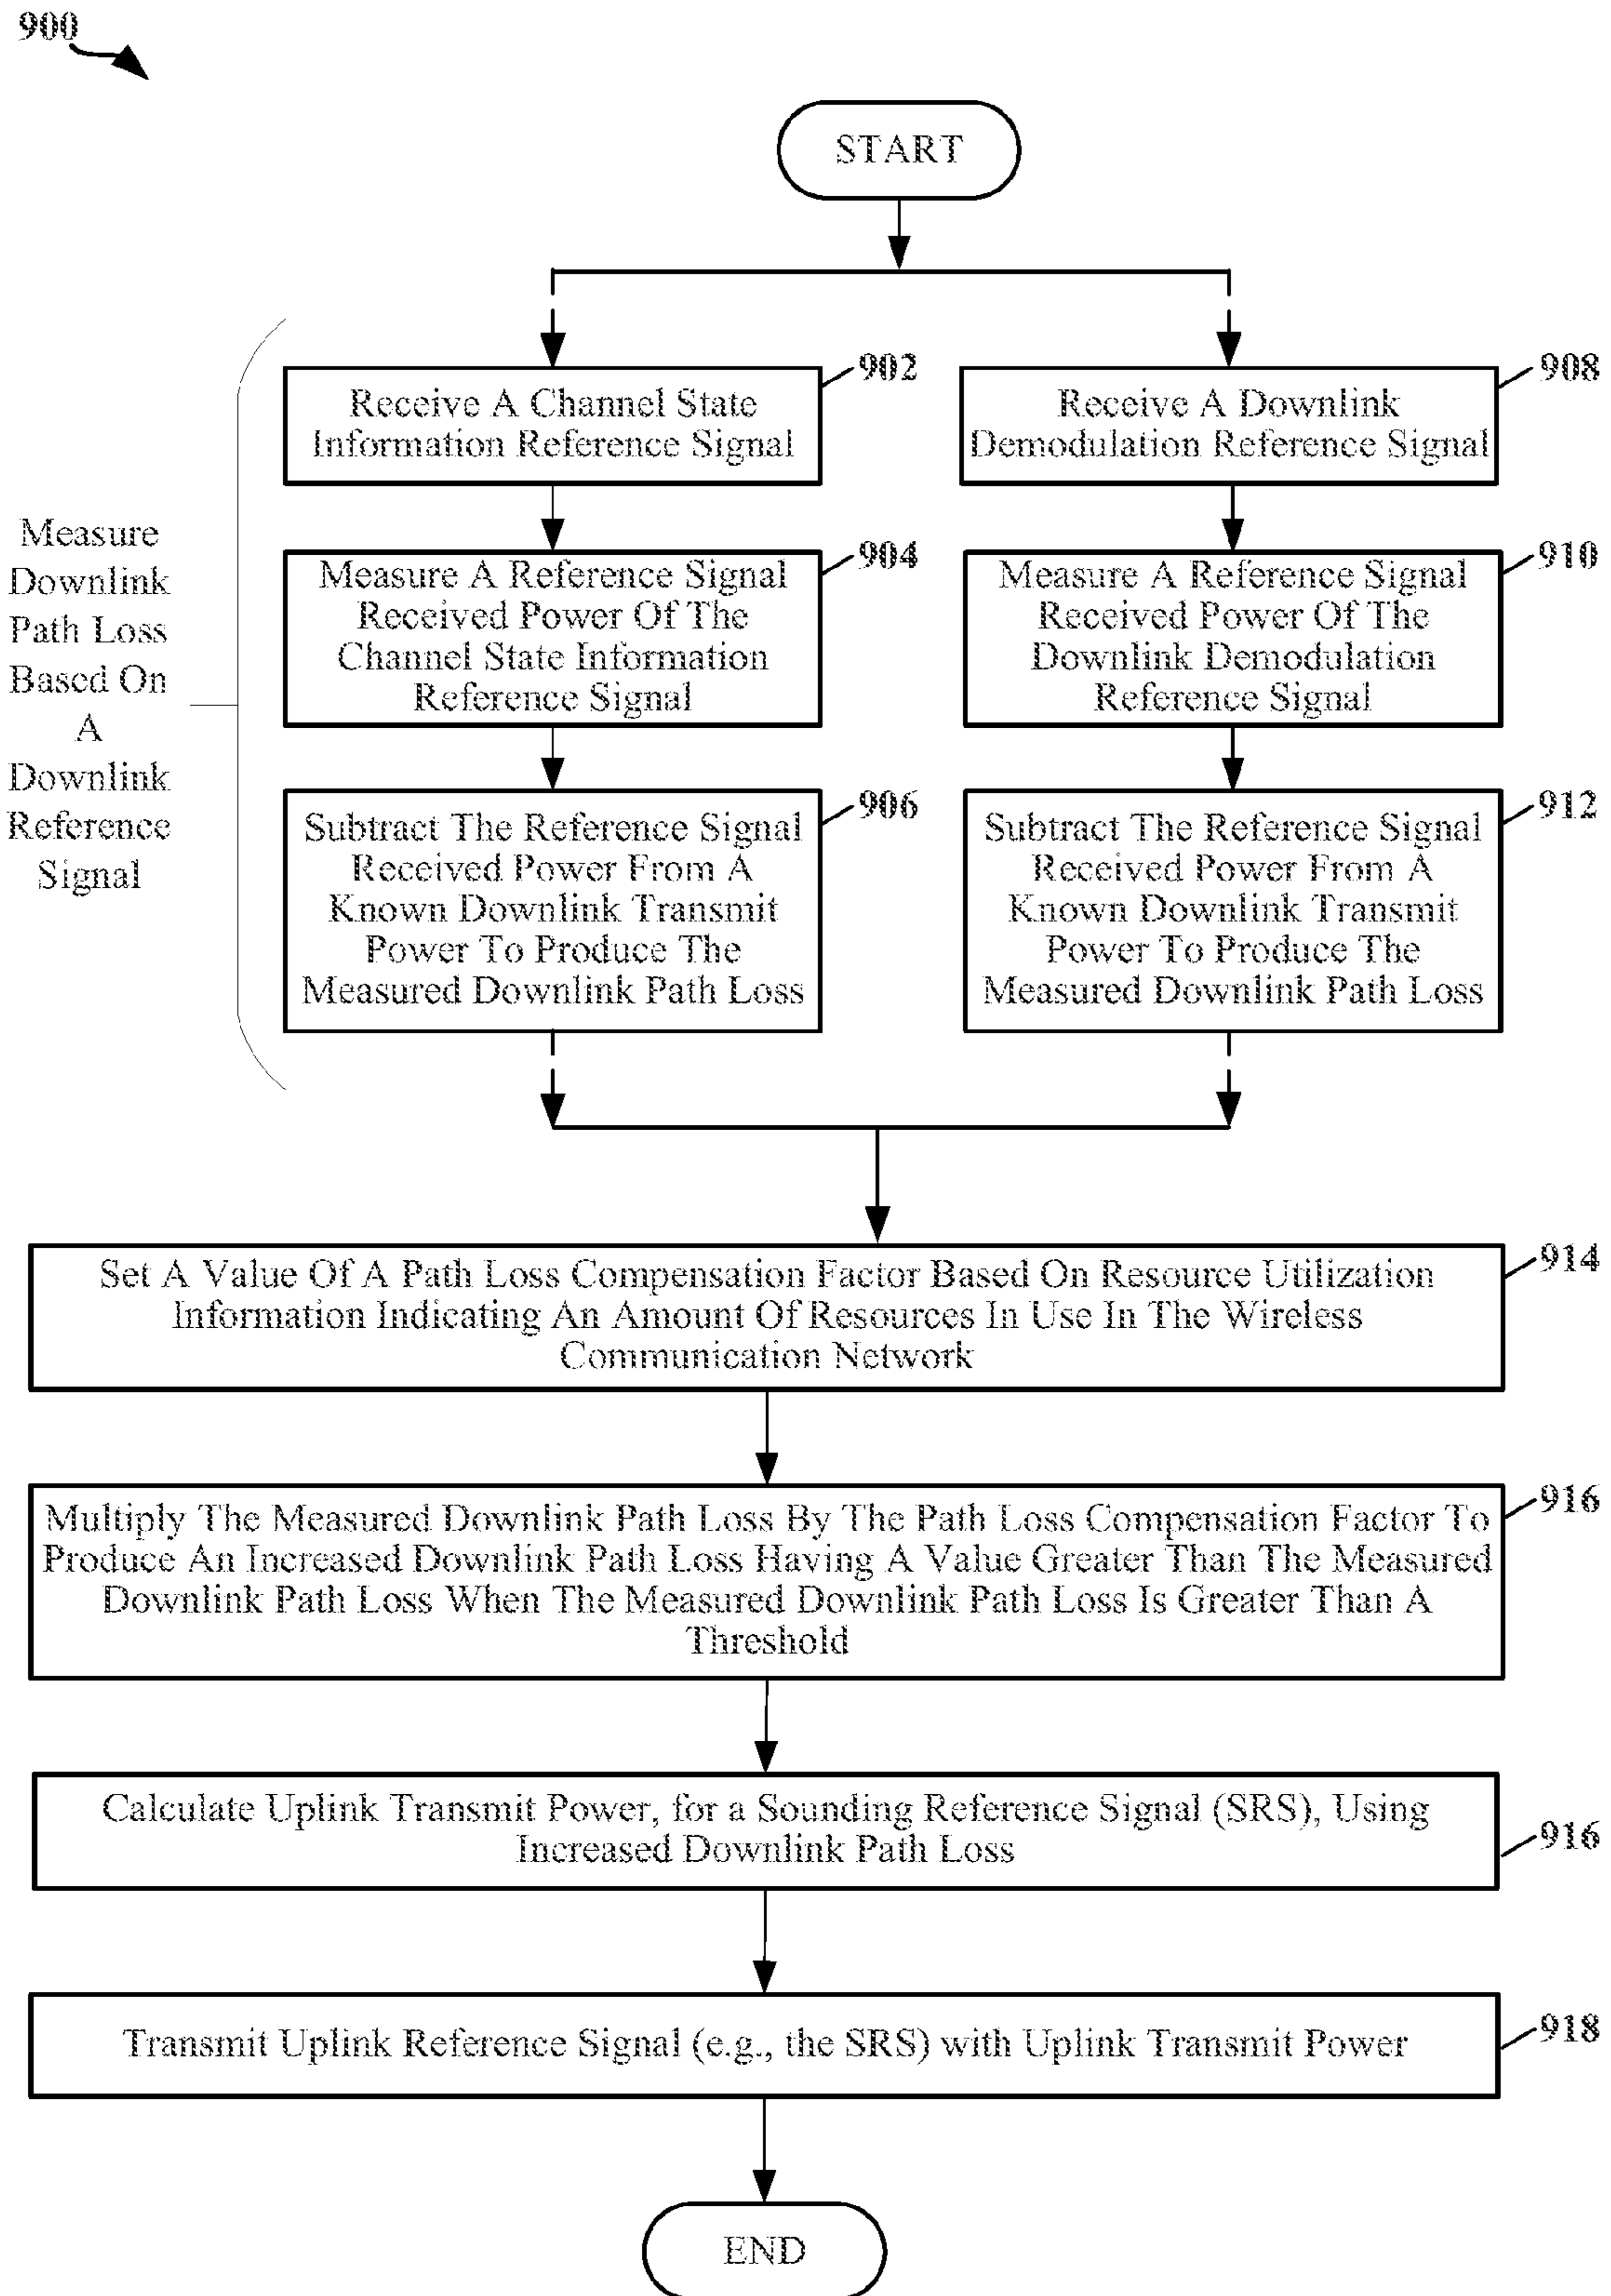 900
START
Measure
Downlink
Path Loss
Based On
A
Downlink
Reference
Signal
902
Receive A Channel State
Information Reference Signal
904
Measure A Reference Signal
Received Power Of The
Channel State Information
Reference Signal
906
Subtract The Reference Signal
Received Power From A
Known Downlink Transmit
Power To Produce The
Measured Downlink Path Loss
908
Receive A Downlink
Demodulation Reference Signal
910
Measure A Reference Signal
Received Power Of The
Downlink Demodulation
Reference Signal
912
Subtract The Reference Signal
Received Power From A
Known Downlink Transmit
Power To Produce The
Measured Downlink Path Loss
914
Set A Value Of A Path Loss Compensation Factor Based On Resource Utilization
Information Indicating An Amount Of Resources In Use In The Wireless
Communication Network
916
Multiply The Measured Downlink Path Loss By The Path Loss Compensation Factor To
Produce An Increased Downlink Path Loss Having A Value Greater Than The Measured
Downlink Path Loss When The Measured Downlink Path Loss Is Greater Than A
Threshold
Calculate Uplink Transmit Power, for a Sounding Reference Signal (SRS), Using
Increased Downlink Path Loss
916
Transmit Uplink Reference Signal (e.g., the SRS) with Uplink Transmit Power
918
END